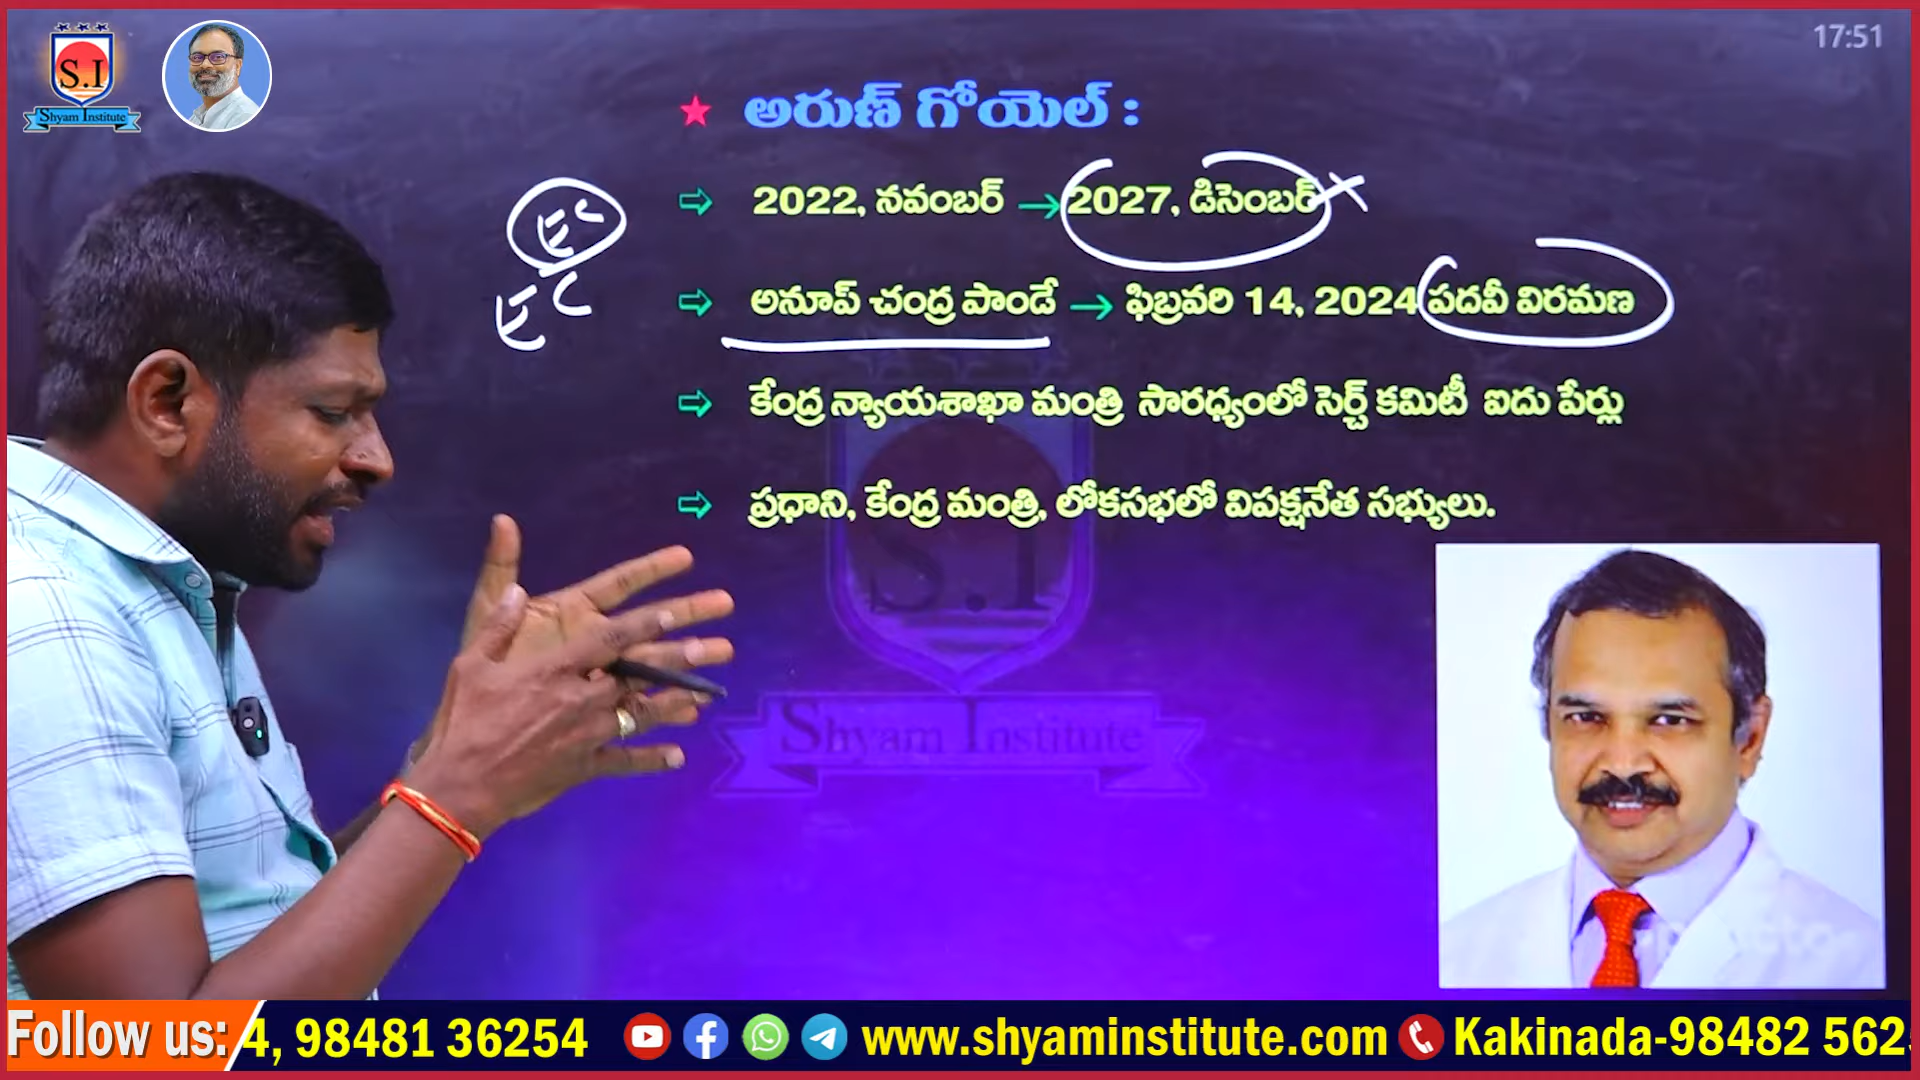 17:51
S.I
Shyam Institute
★ అరుణ్ గోయెల్ :
⇨ 2022, నవంబర్ → 2027, డిసెంబర్
EC
⇨ అనూప్ చంద్ర పాండే → ఫిబ్రవరి 14, 2024 పదవీ విరమణ
EC
⇨ కేంద్ర న్యాయశాఖా మంత్రి సారధ్యంలో సెర్చ్ కమిటీ ఐదు పేర్లు
⇨ ప్రధాని, కేంద్ర మంత్రి, లోకసభలో విపక్షనేత సభ్యులు.
S.I
Shyam Institute
Follow us: 4, 98481 36254 www.shyaminstitute.com Kakinada-98482 562